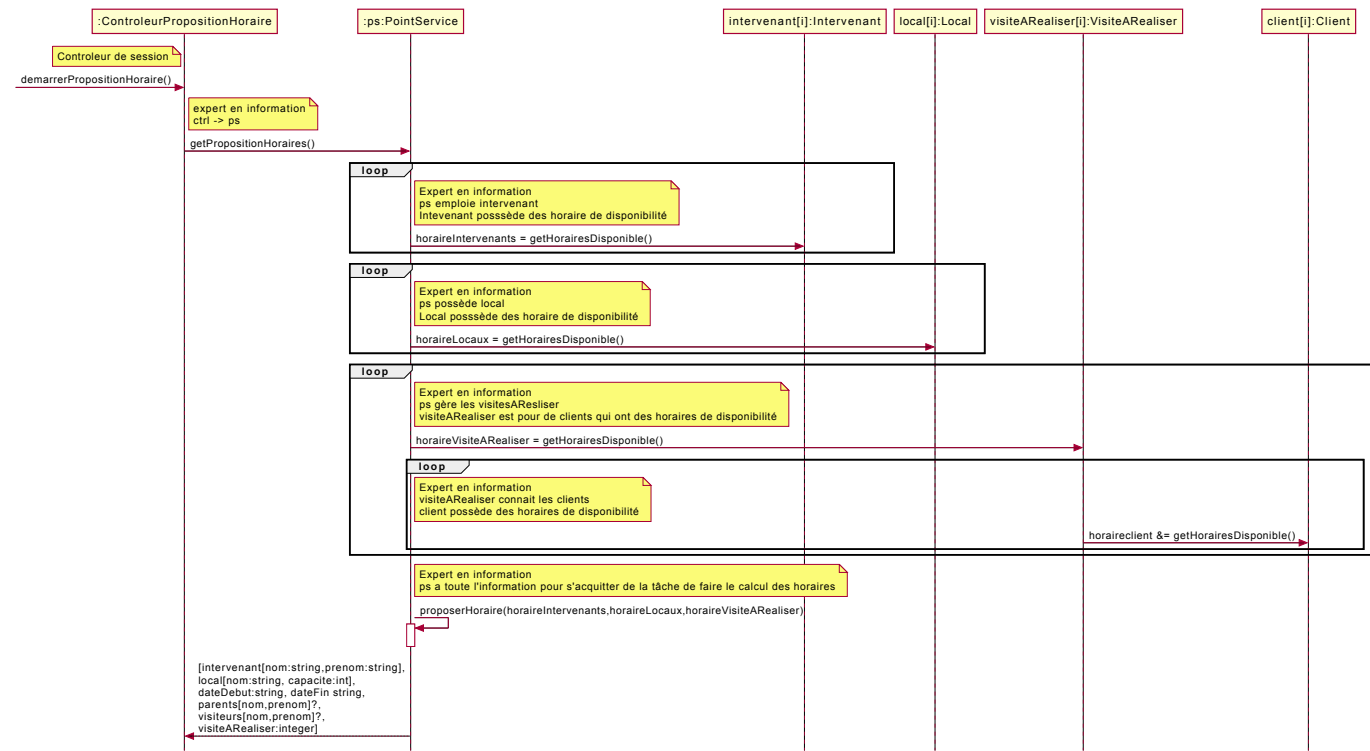 :ControleurPropositionHoraire
:ps:PointService
intervenant[i]:Intervenant
local[i]:Local
visiteARealiser[i]:VisiteARealiser
client[i]:Client
Controleur de session
demarrerPropositionHoraire()
expert en information
ctrl -> ps
getPropositionHoraires()
loop
Expert en information
ps emploie intervenant
Intevenant posssède des horaire de disponibilité
horaireIntervenants = getHorairesDisponible()
loop
Expert en information
ps possède local
Local posssède des horaire de disponibilité
horaireLocaux = getHorairesDisponible()
loop
Expert en information
ps gère les visitesAResliser
visiteARealiser est pour de clients qui ont des horaires de disponibilité
horaireVisiteARealiser = getHorairesDisponible()
loop
Expert en information
visiteARealiser connait les clients
client possède des horaires de disponibilité
horaireclient &= getHorairesDisponible()
Expert en information
ps a toute l'information pour s'acquitter de la tâche de faire le calcul des horaires
proposerHoraire(horaireIntervenants,horaireLocaux,horaireVisiteARealiser)
[intervenant[nom:string,prenom:string],
local[nom:string, capacite:int],
dateDebut:string, dateFin string,
parents[nom,prenom]?,
visiteurs[nom,prenom]?,
visiteARealiser:integer]